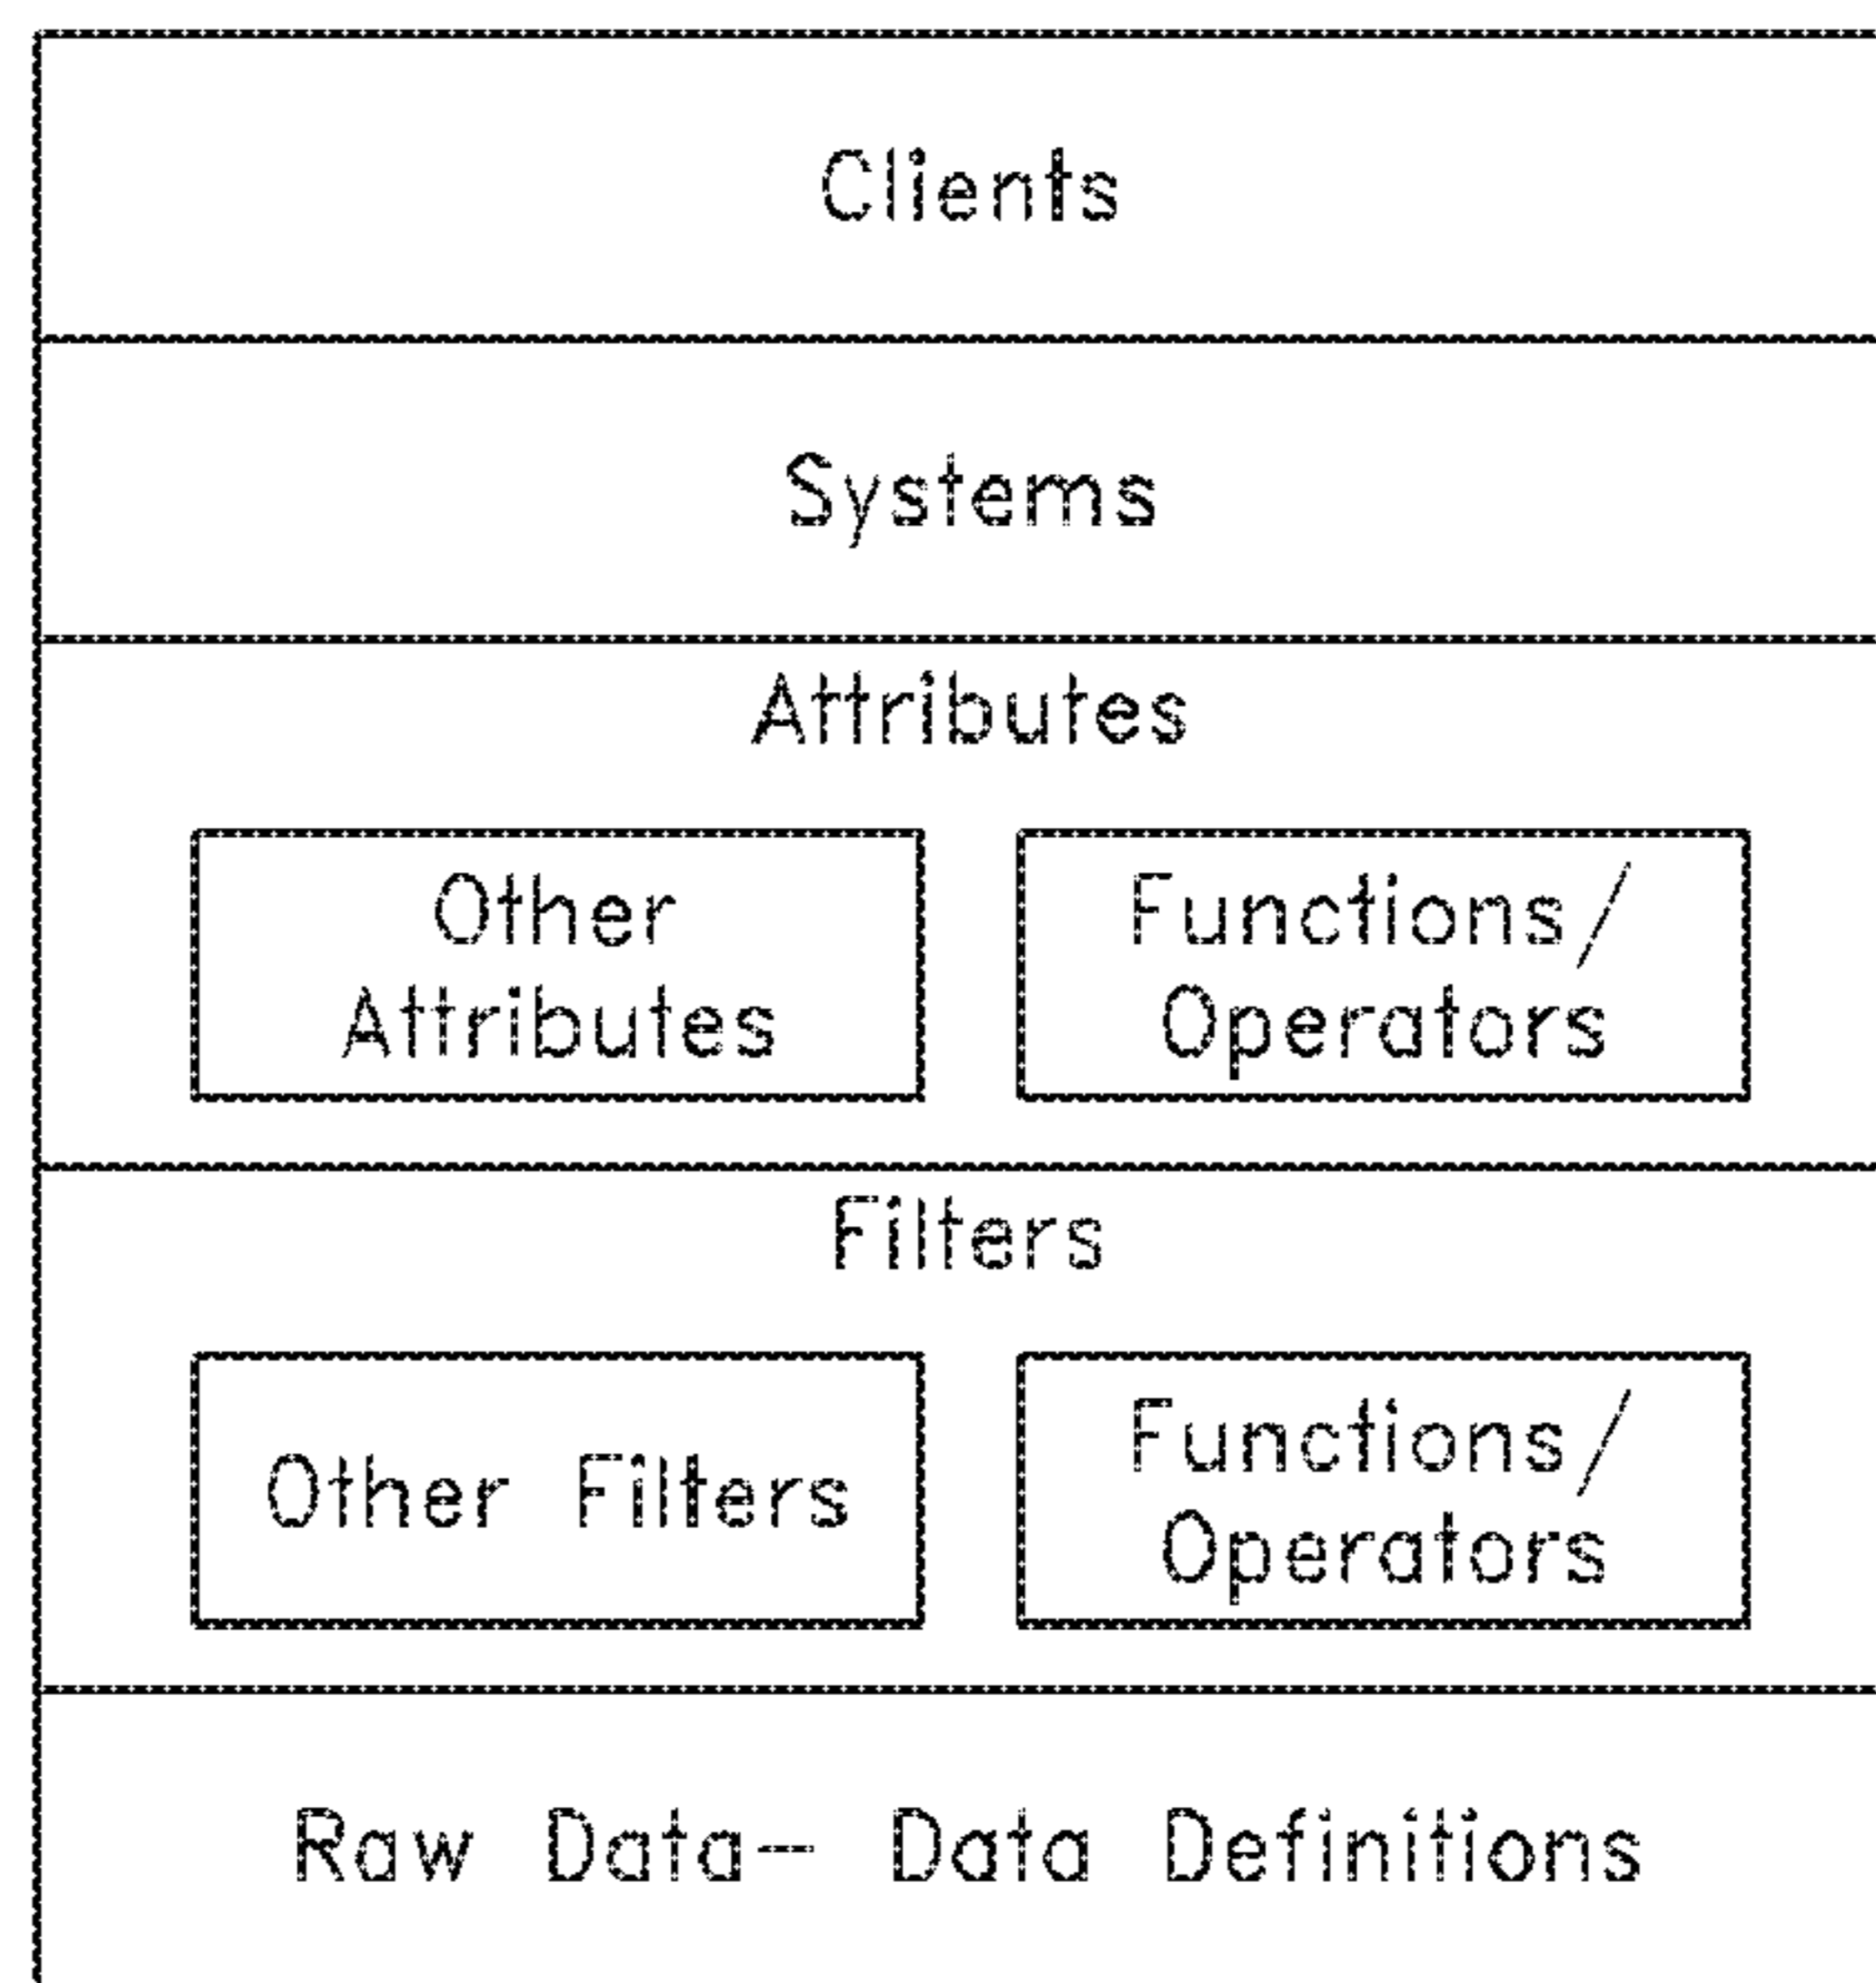 Clients
Systems
Attributes
Other
Attributes
Functions/
Operators
Filters
Other Filters
Functions/
Operators
Raw Data- Data Definitions